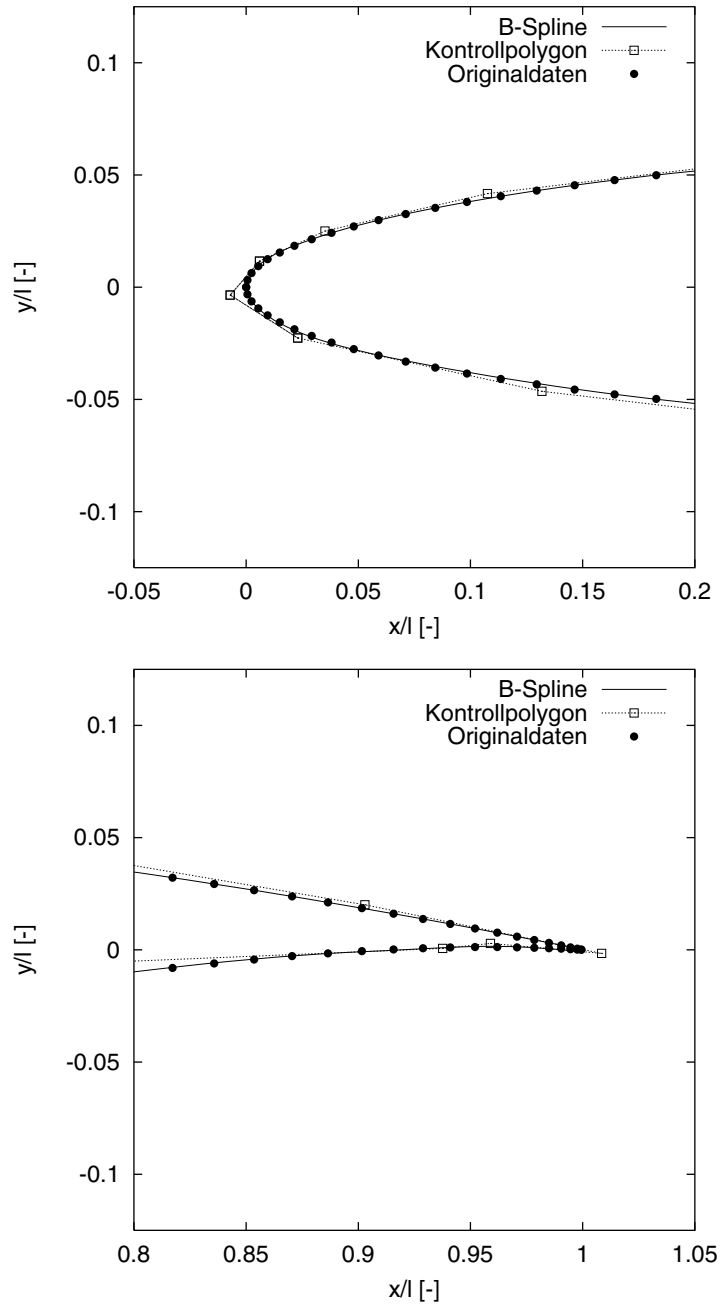 0.1
0.05
0
-0.05
-0.1
y/l [-]
-0.05 0 0.05 0.1 0.15 0.2
x/l [-]
B-Spline
Kontrollpolygon
Originaldaten
0.1
0.05
0
-0.05
-0.1
y/l [-]
0.8 0.85 0.9 0.95 1 1.05
x/l [-]
B-Spline
Kontrollpolygon
Originaldaten